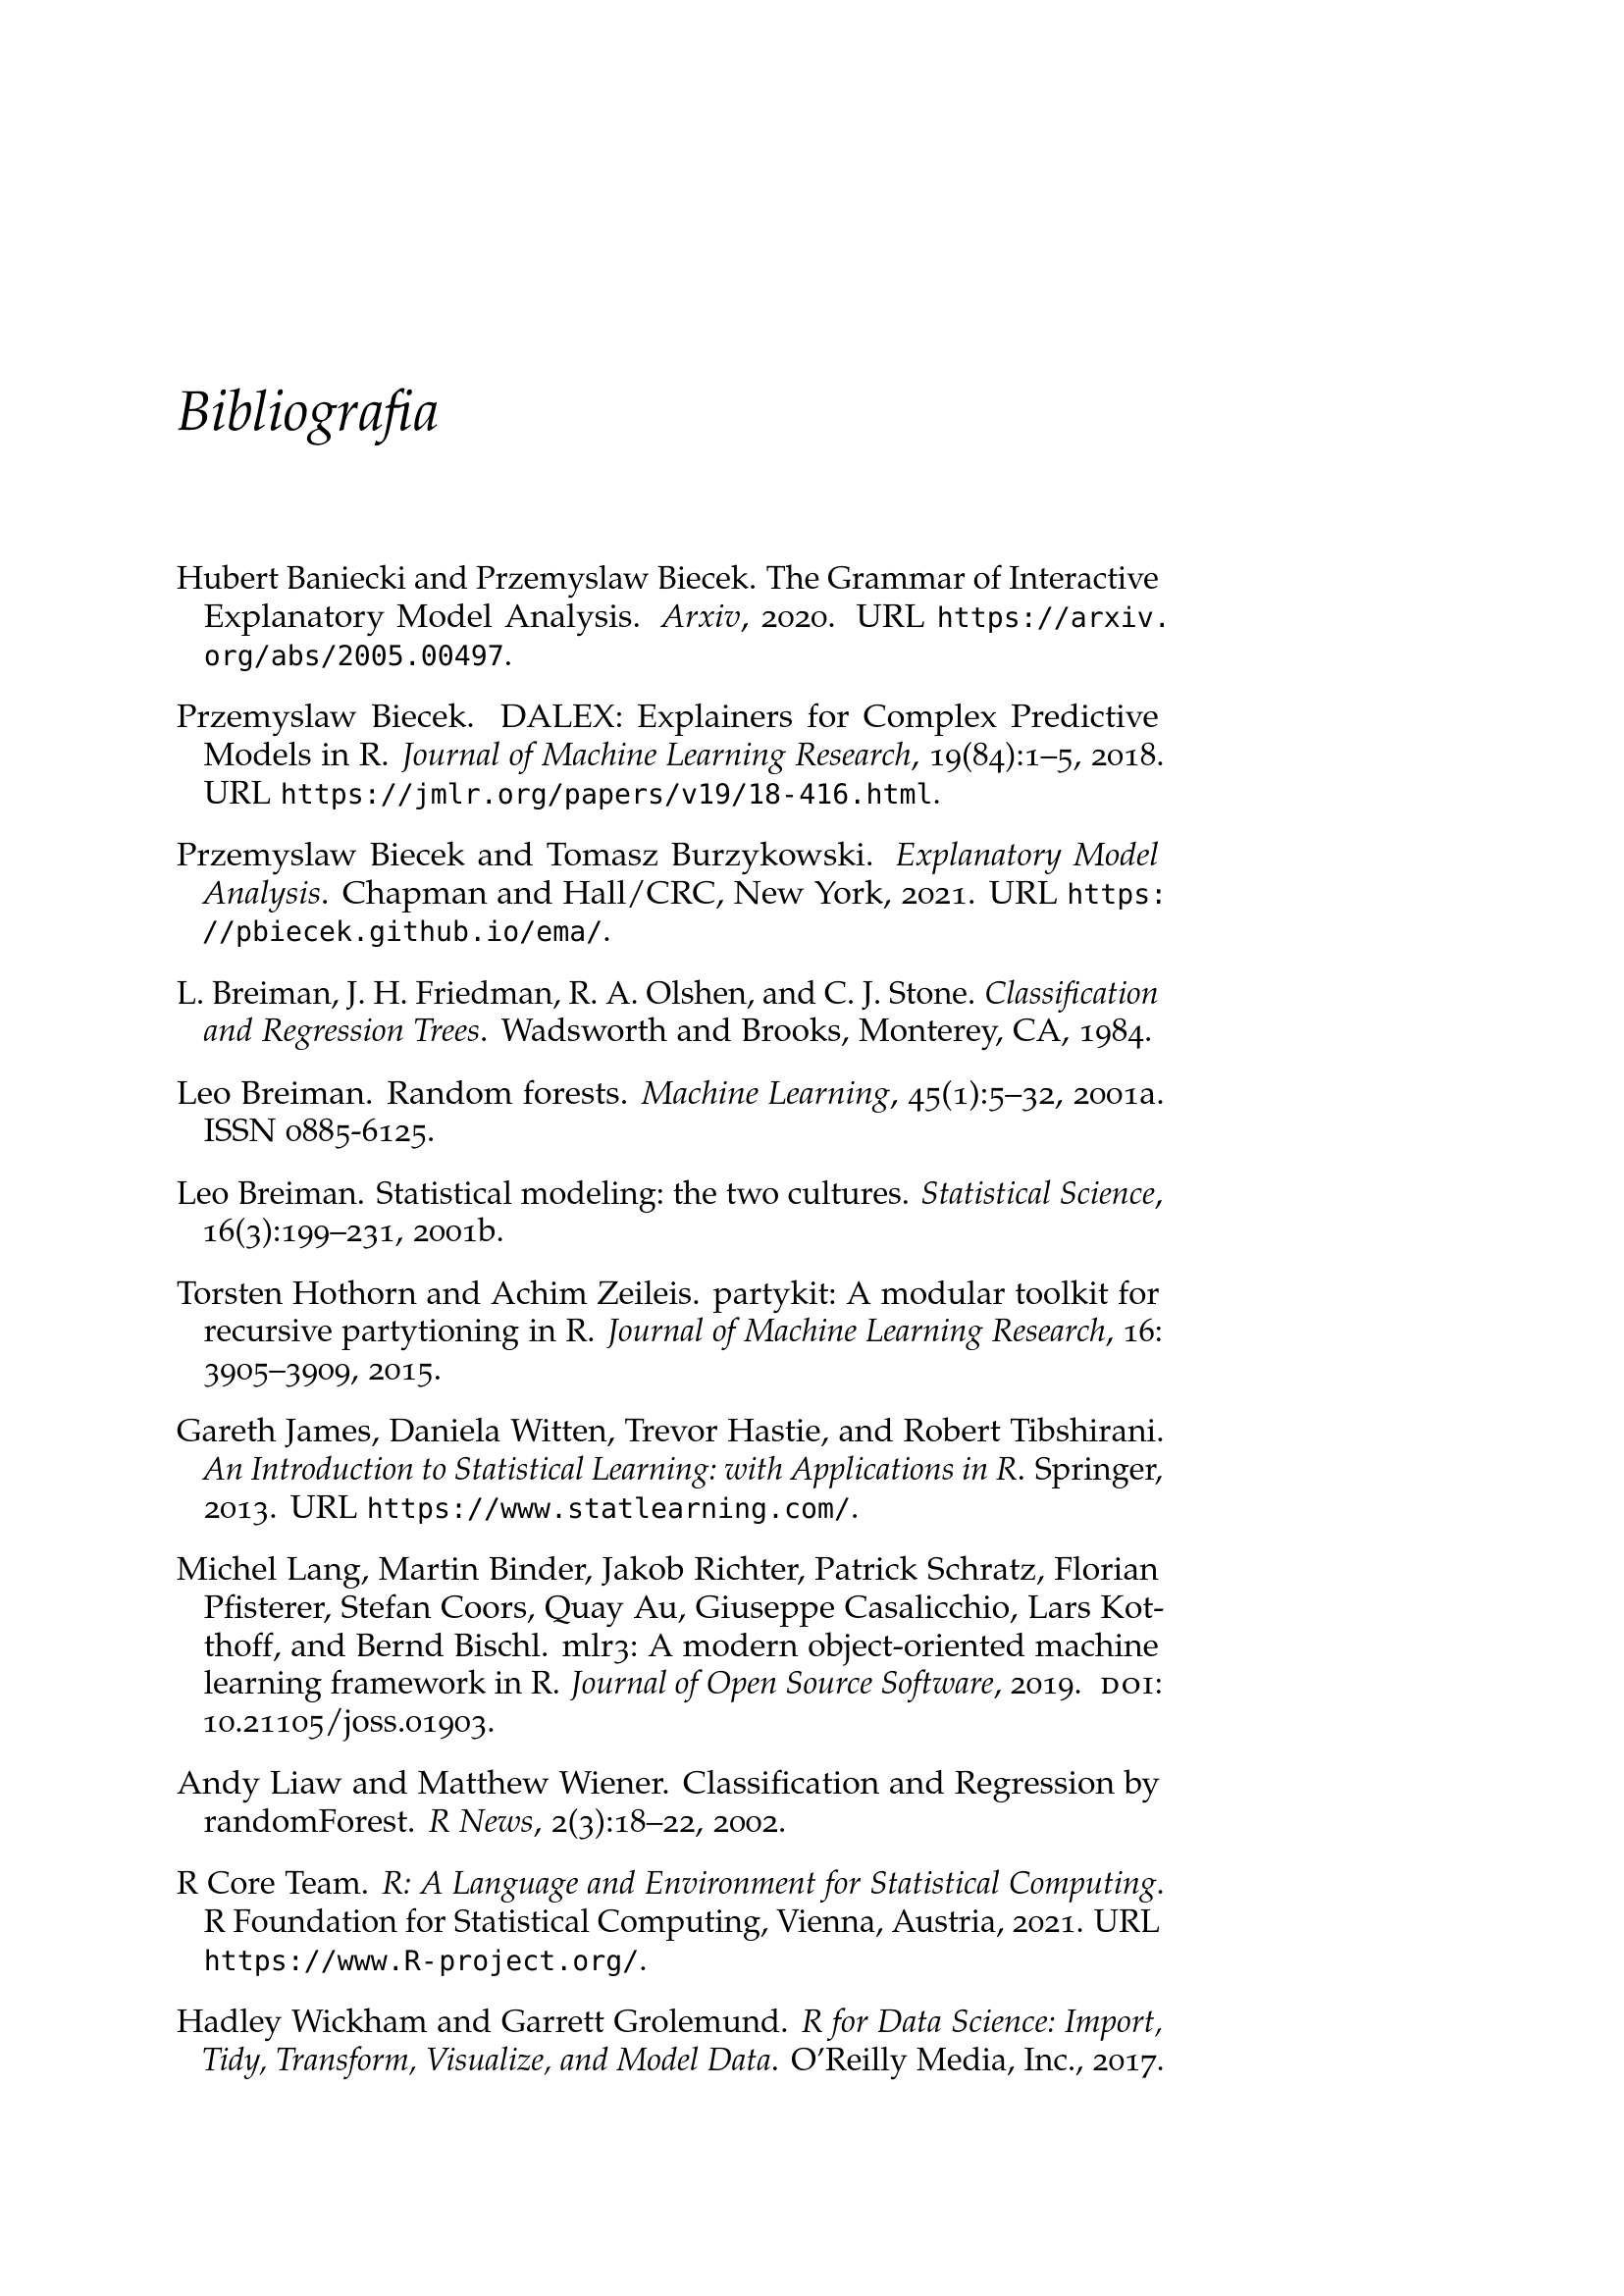 Bibliografia
Hubert Baniecki and Przemyslaw Biecek. The Grammar of Interactive
Explanatory Model Analysis. Arxiv, 2020. URL https://arxiv.
org/abs/2005.00497.
Przemyslaw Biecek. DALEX: Explainers for Complex Predictive
Models in R. Journal of Machine Learning Research, 19(84):1–5, 2018.
URL https://jmlr.org/papers/v19/18-416.html.
Przemyslaw Biecek and Tomasz Burzykowski. Explanatory Model
Analysis. Chapman and Hall/CRC, New York, 2021. URL https:
//pbiecek.github.io/ema/.
L. Breiman, J. H. Friedman, R. A. Olshen, and C. J. Stone. Classification
and Regression Trees. Wadsworth and Brooks, Monterey, CA, 1984.
Leo Breiman. Random forests. Machine Learning, 45(1):5–32, 2001a.
ISSN 0885-6125.
Leo Breiman. Statistical modeling: the two cultures. Statistical Science,
16(3):199–231, 2001b.
Torsten Hothorn and Achim Zeileis. partykit: A modular toolkit for
recursive partytioning in R. Journal of Machine Learning Research, 16:
3905–3909, 2015.
Gareth James, Daniela Witten, Trevor Hastie, and Robert Tibshirani.
An Introduction to Statistical Learning: with Applications in R. Springer,
2013. URL https://www.statlearning.com/.
Michel Lang, Martin Binder, Jakob Richter, Patrick Schratz, Florian
Pfisterer, Stefan Coors, Quay Au, Giuseppe Casalicchio, Lars Kot-
thoff, and Bernd Bischl. mlr3: A modern object-oriented machine
learning framework in R. Journal of Open Source Software, 2019. DOI:
10.21105/joss.01903.
Andy Liaw and Matthew Wiener. Classification and Regression by
randomForest. R News, 2(3):18–22, 2002.
R Core Team. R: A Language and Environment for Statistical Computing.
R Foundation for Statistical Computing, Vienna, Austria, 2021. URL
https://www.R-project.org/.
Hadley Wickham and Garrett Grolemund. R for Data Science: Import,
Tidy, Transform, Visualize, and Model Data. O'Reilly Media, Inc., 2017.